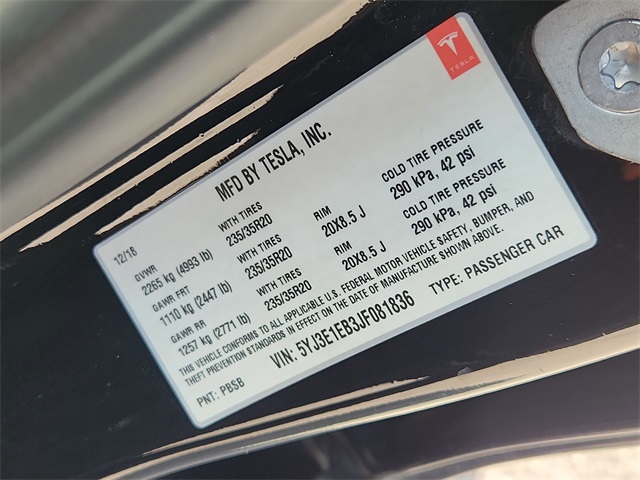 TESLA
MFD BY TESLA, INC.
12/18
GVWR
2265 kg (4993 lb)
WITH TIRES
235/35R20
RIM
20X8.5 J
COLD TIRE PRESSURE
290 kPa, 42 psi
GAWR FRT
1110 kg (2447 lb)
WITH TIRES
235/35R20
RIM
20X8.5 J
COLD TIRE PRESSURE
290 kPa, 42 psi
GAWR RR
1257 kg (2771 lb)
WITH TIRES
235/35R20
THIS VEHICLE CONFORMS TO ALL APPLICABLE U.S. FEDERAL MOTOR VEHICLE SAFETY, BUMPER, AND
THEFT PREVENTION STANDARDS IN EFFECT ON THE DATE OF MANUFACTURE SHOWN ABOVE.
VIN: 5YJ3E1EB3JF081836
TYPE: PASSENGER CAR
PNT: PBSB